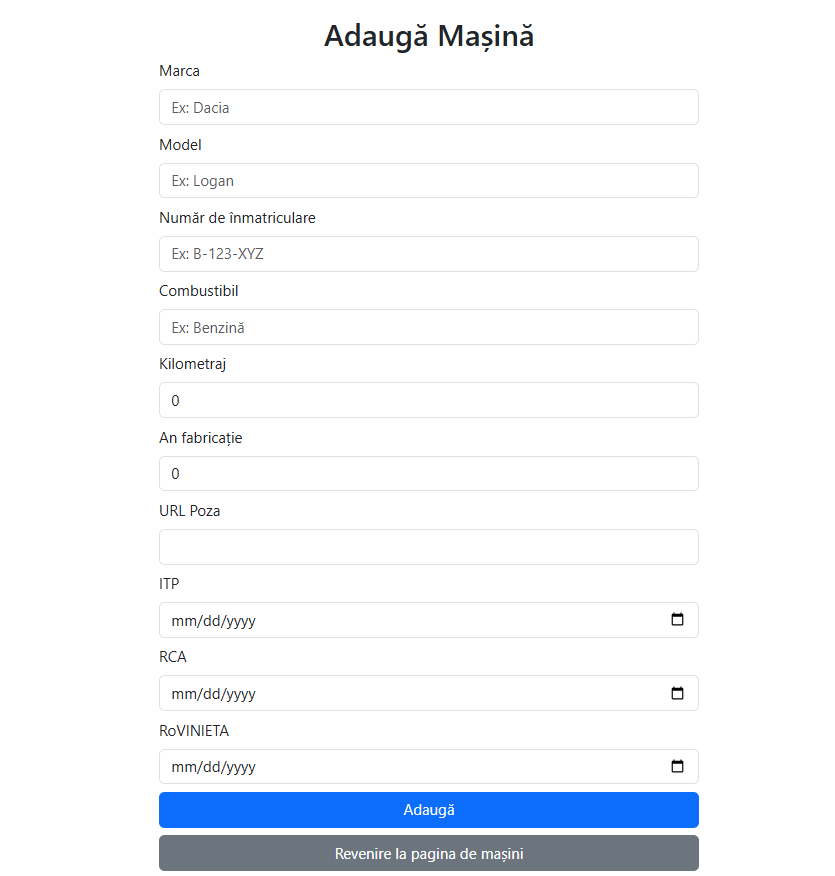 Adaugă Mașină
Marca
Ex: Dacia
Model
Ex: Logan
Număr de înmatriculare
Ex: B-123-XYZ
Combustibil
Ex: Benzină
Kilometraj
0
An fabricație
0
URL Poza
ITP
mm/dd/yyyy
RCA
mm/dd/yyyy
RoVINIETA
mm/dd/yyyy
Adaugă
Revenire la pagina de mașini